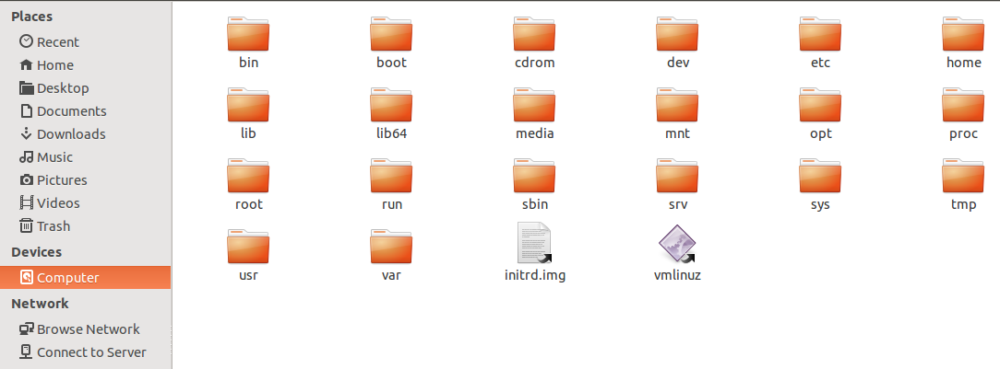 Places
Recent
Home
Desktop
Documents
Downloads
Music
Pictures
Videos
Trash
Devices
Computer
Network
Browse Network
Connect to Server
bin boot cdrom dev etc home
lib lib64 media mnt opt proc
root run sbin srv sys tmp
usr var initrd.img vmlinuz